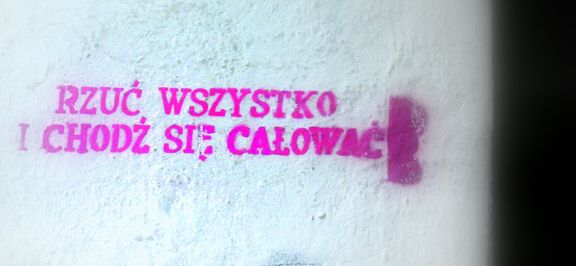 RZUĆ WSZYSTKO
I CHODŹ SIĘ CAŁOWAĆ